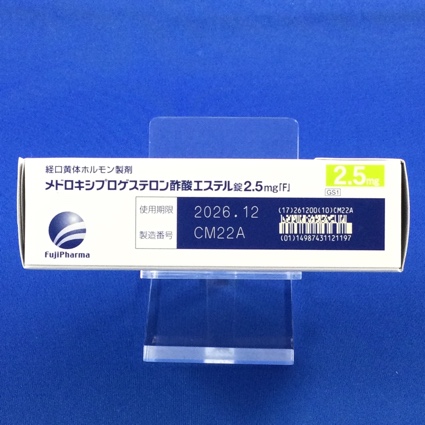 経口黄体ホルモン製剤
メドロキシプロゲステロン酢酸エステル錠2.5mg「F」
2.5mg
GS1
使用期限 2026.12
製造番号 CM22A
(17)261200(10)CM22A
(01)14987431121197
FujiPharma